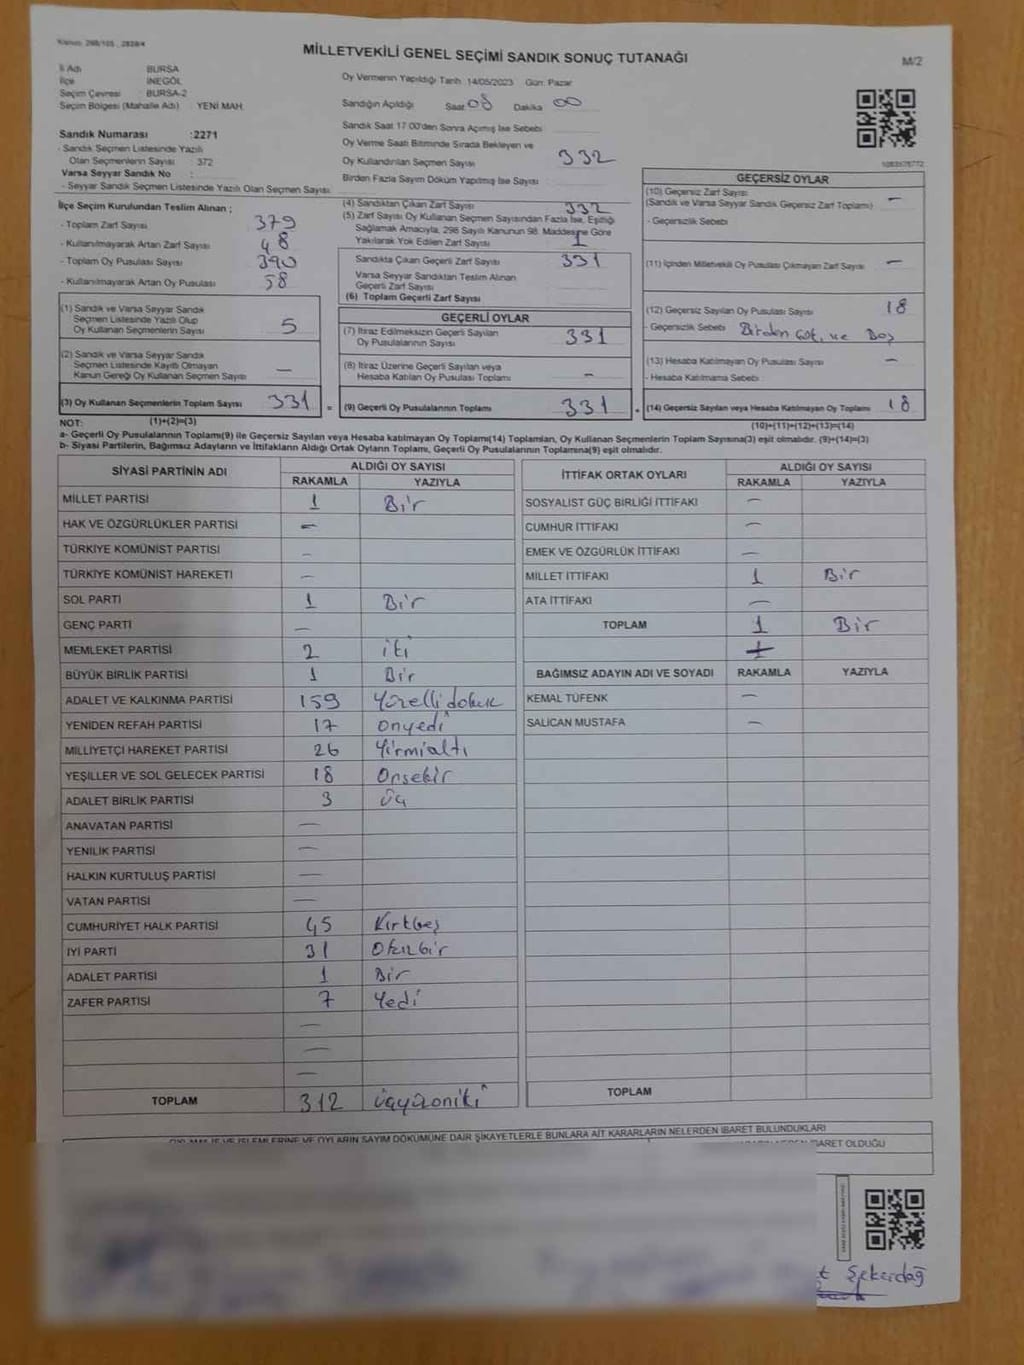 MİLLETVEKİLİ GENEL SEÇİMİ SANDIK SONUÇ TUTANAĞI
M/2
İl Adı BURSA
İlçe İNEGÖL
Seçim Çevresi : BURSA-2
Seçim Bölgesi (Mahalle Adı) : YENİ MAH.
Sandık Numarası :2271
- Sandık Seçmen Listesinde Yazılı
Olan Seçmenlerin Sayısı 372
Varsa Seyyar Sandık No :
- Seyyar Sandık Seçmen Listesinde Yazılı Olan Seçmen Sayısı :
Oy Vermenin Yapıldığı Tarih 14/05/2023 Gün: Pazar
Sandığın Açıldığı Saat 08 Dakika 00
Sandık Saat 17.00'den Sonra Açılmış İse Sebebi
Oy Verme Saati Bitiminde Sırada Bekleyen ve
Oy Kullandırılan Seçmen Sayısı : 332
Birden Fazla Sayım Döküm Yapılmış İse Sayısı
İlçe Seçim Kurulundan Teslim Alınan ;
- Toplam Zarf Sayısı : 379
- Kullanılmayarak Artan Zarf Sayısı : 48
- Toplam Oy Pusulası Sayısı : 390
- Kullanılmayarak Artan Oy Pusulası : 58
(1) Sandık ve Varsa Seyyar Sandık
Seçmen Listesinde Yazılı Olup
Oy Kullanan Seçmenlerin Sayısı : 5
(2) Sandık ve Varsa Seyyar Sandık
Seçmen Listesinde Kayıtlı Olmayan
Kanun Gereği Oy Kullanan Seçmen Sayısı : —
(3) Oy Kullanan Seçmenlerin Toplam Sayısı : 331
(4) Sandıktan Çıkan Zarf Sayısı : 332
(5) Zarf Sayısı Oy Kullanan Seçmen Sayısından Fazla İse, Eşitliği
Sağlamak Amacıyla, 298 Sayılı Kanunun 98. Maddesine Göre
Yakılarak Yok Edilen Zarf Sayısı : 1
Sandıkta Çıkan Geçerli Zarf Sayısı : 331
Varsa Seyyar Sandıktan Teslim Alınan
Geçerli Zarf Sayısı :
(6) Toplam Geçerli Zarf Sayısı
GEÇERLİ OYLAR
(7) İtiraz Edilmeksizin Geçerli Sayılan
Oy Pusulalarının Sayısı : 331
(8) İtiraz Üzerine Geçerli Sayılan veya
Hesaba Katılan Oy Pusulası Toplamı : —
= (9) Geçerli Oy Pusulalarının Toplamı : 331
GEÇERSİZ OYLAR
(10) Geçersiz Zarf Sayısı
(Sandık ve Varsa Seyyar Sandık Geçersiz Zarf Toplamı) : —
- Geçersizlik Sebebi :
(11) İçinden Milletvekili Oy Pusulası Çıkmayan Zarf Sayısı : —
(12) Geçersiz Sayılan Oy Pusulası Sayısı : 18
- Geçersizlik Sebebi : Birden Çok, ve Boş
(13) Hesaba Katılmayan Oy Pusulası Sayısı : —
- Hesaba Katılmama Sebebi :
+ (14) Geçersiz Sayılan veya Hesaba Katılmayan Oy Toplamı : 18
NOT: (1)+(2)=(3) (10)+(11)+(12)+(13)=(14)
a- Geçerli Oy Pusulalarının Toplamı(9) ile Geçersiz Sayılan veya Hesaba katılmayan Oy Toplamı(14) Toplamları, Oy Kullanan Seçmenlerin Toplam Sayısına(3) eşit olmalıdır. (9)+(14)=(3)
b- Siyasi Partilerin, Bağımsız Adayların ve İttifakların Aldığı Ortak Oyların Toplamı, Geçerli Oy Pusulalarının Toplamına(9) eşit olmalıdır.
SİYASİ PARTİNİN ADI ALDIĞI OY SAYISI
RAKAMLA YAZIYLA
MİLLET PARTİSİ 1 Bir
HAK VE ÖZGÜRLÜKLER PARTİSİ —
TÜRKİYE KOMÜNİST PARTİSİ —
TÜRKİYE KOMÜNİST HAREKETİ —
SOL PARTİ 1 Bir
GENÇ PARTİ —
MEMLEKET PARTİSİ 2 iki
BÜYÜK BİRLİK PARTİSİ 1 Bir
ADALET VE KALKINMA PARTİSİ 159 Yüzellidokuz
YENİDEN REFAH PARTİSİ 17 Onyedi
MİLLİYETÇİ HAREKET PARTİSİ 26 Yirmialtı
YEŞİLLER VE SOL GELECEK PARTİSİ 18 Onsekiz
ADALET BİRLİK PARTİSİ 3 üç
ANAVATAN PARTİSİ —
YENİLİK PARTİSİ —
HALKIN KURTULUŞ PARTİSİ —
VATAN PARTİSİ —
CUMHURİYET HALK PARTİSİ 45 Kırkbeş
İYİ PARTİ 31 Otuzbir
ADALET PARTİSİ 1 Bir
ZAFER PARTİSİ 7 Yedi
—
—
—
TOPLAM 312 üçyüzoniki
İTTİFAK ORTAK OYLARI ALDIĞI OY SAYISI
RAKAMLA YAZIYLA
SOSYALİST GÜÇ BİRLİĞİ İTTİFAKI —
CUMHUR İTTİFAKI —
EMEK VE ÖZGÜRLÜK İTTİFAKI —
MİLLET İTTİFAKI 1 Bir
ATA İTTİFAKI —
TOPLAM 1 Bir
BAĞIMSIZ ADAYIN ADI VE SOYADI RAKAMLA YAZIYLA
KEMAL TÜFENK —
SALİCAN MUSTAFA —
TOPLAM
OY VERME İŞ VE İŞLEMLERİNE VE OYLARIN SAYIM DÖKÜMÜNE DAİR ŞİKAYETLERLE BUNLARA AİT KARARLARIN NELERDEN İBARET BULUNDUKLARI
İBARET OLDUĞU
t Şekerdağ